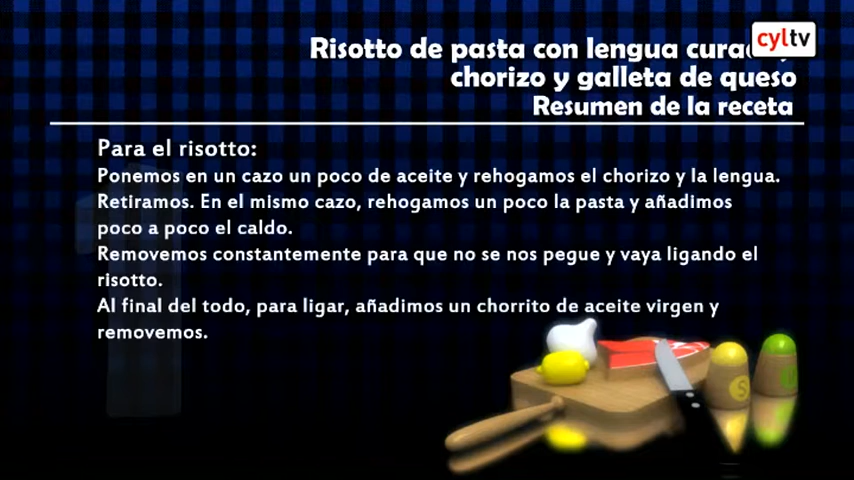 cyltv
Risotto de pasta con lengua
chorizo y galleta de queso
Resumen de la receta
Para el risotto:
Ponemos en un cazo un poco de aceite y rehogamos el chorizo y la lengua.
Retiramos. En el mismo cazo, rehogamos un poco la pasta y añadimos
poco a poco el caldo.
Removemos constantemente para que no se nos pegue y vaya ligando el
risotto.
Al final del todo, para ligar, añadimos un chorrito de aceite virgen y
removemos.
S